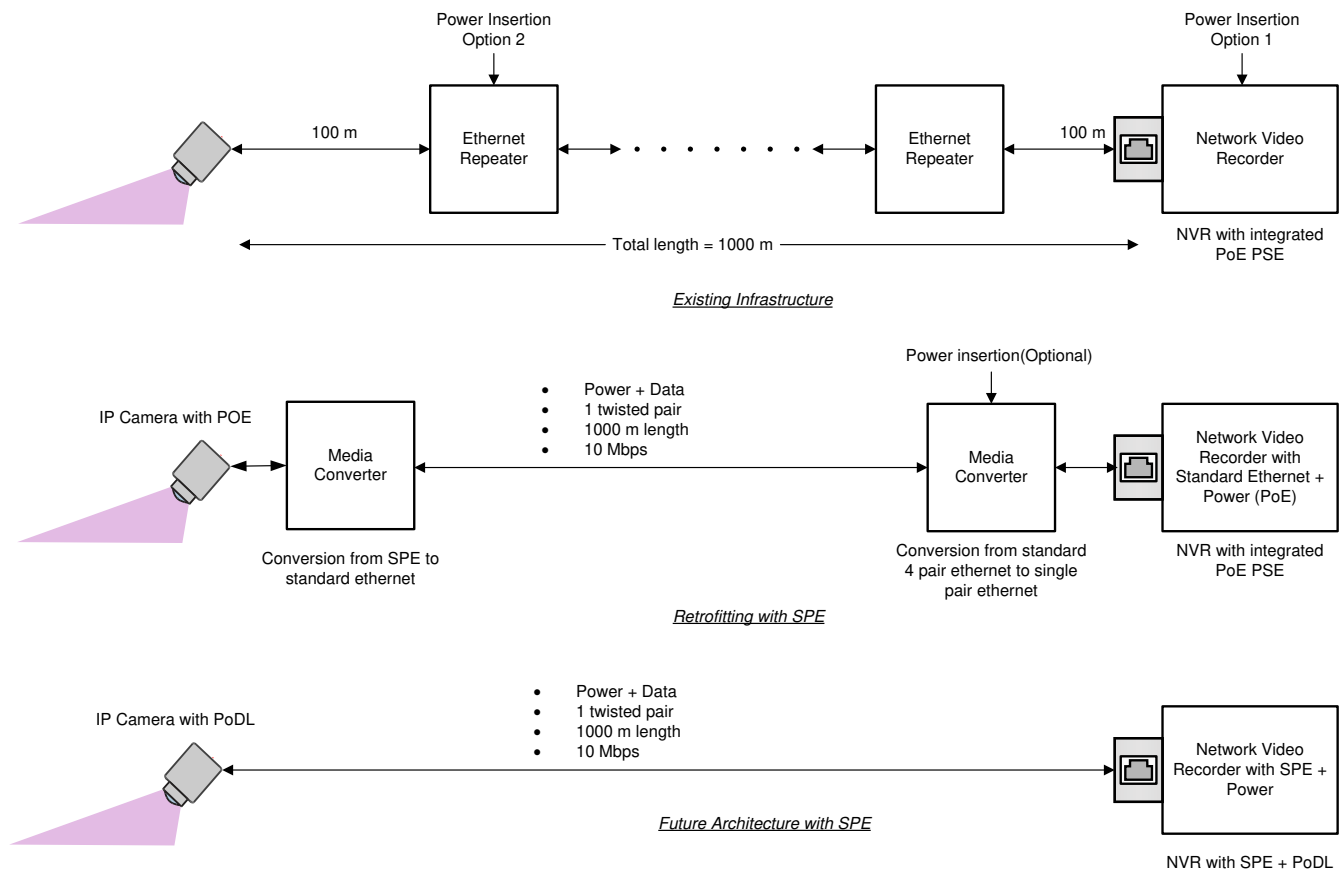 Power Insertion
Option 2
Power Insertion
Option 1
100 m
Ethernet
Repeater
Ethernet
Repeater
100 m
Network Video
Recorder
Total length = 1000 m
NVR with integrated
PoE PSE
Existing Infrastructure
Power insertion(Optional)
• Power + Data
• 1 twisted pair
• 1000 m length
• 10 Mbps
IP Camera with POE
Media
Converter
Media
Converter
Network Video
Recorder with
Standard Ethernet +
Power (PoE)
Conversion from SPE to
standard ethernet
Conversion from standard
4 pair ethernet to single
pair ethernet
NVR with integrated
PoE PSE
Retrofitting with SPE
• Power + Data
• 1 twisted pair
• 1000 m length
• 10 Mbps
IP Camera with PoDL
Network Video
Recorder with SPE +
Power
Future Architecture with SPE
NVR with SPE + PoDL